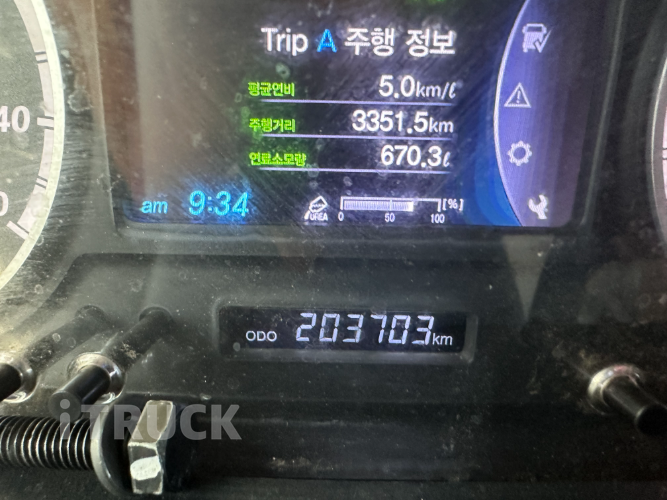 Trip A 주행 정보
평균연비 5.0km/ℓ
주행거리 3351.5km
연료소모량 670.3ℓ
am 9:34
UREA 0 50 100 [%]
40
0
ODO 203703km
iTRUCK